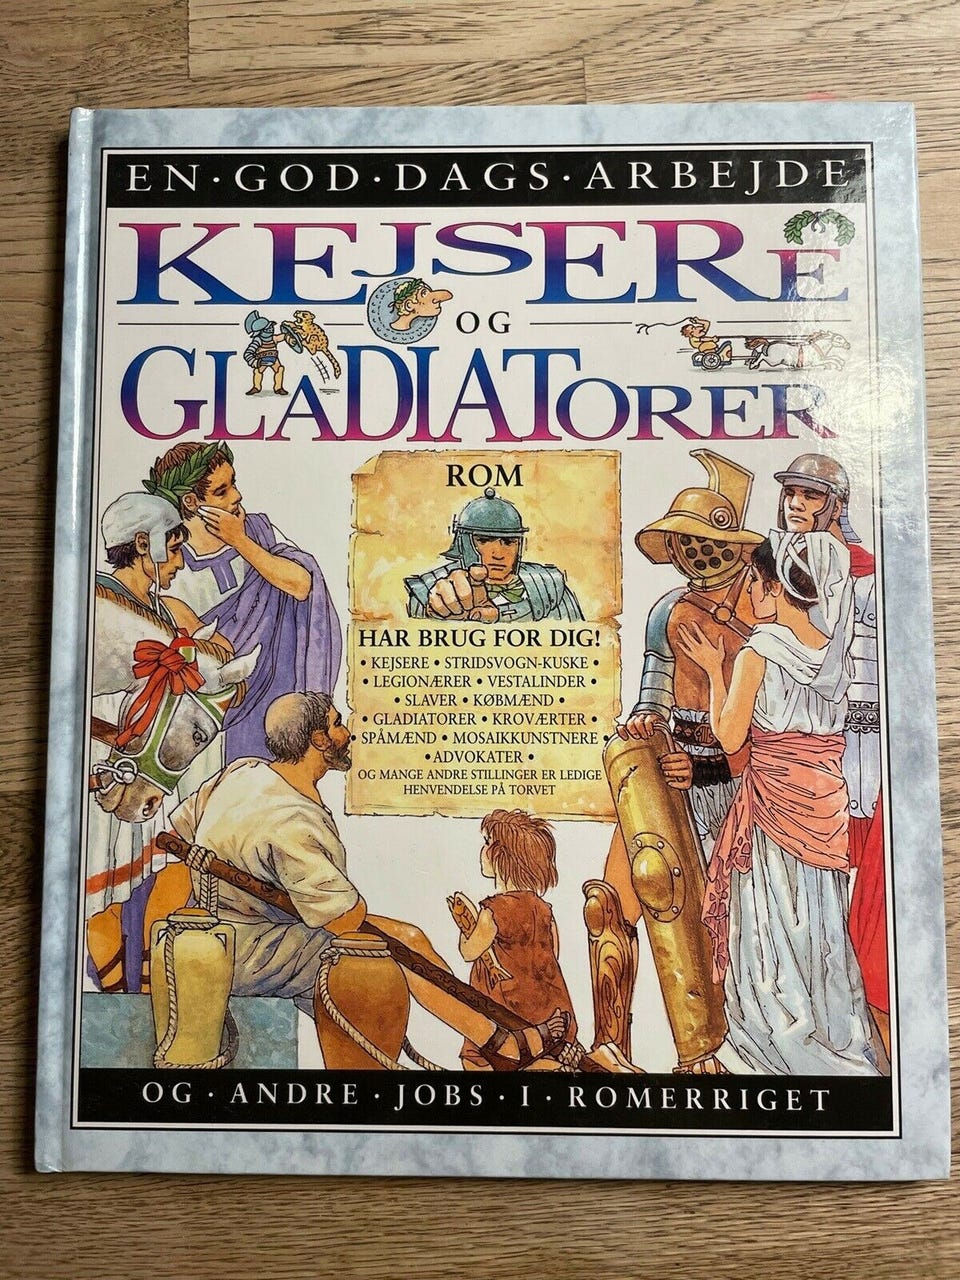 EN · GOD · DAGS · ARBEJDE
KEJSERE
OG
GLADIATORER
ROM
HAR BRUG FOR DIG!
• KEJSERE • STRIDSVOGN-KUSKE •
• LEGIONÆRER • VESTALINDER •
• SLAVER • KØBMÆND •
• GLADIATORER • KROVÆRTER •
• SPÅMÆND • MOSAIKKUNSTNERE •
• ADVOKATER •
OG MANGE ANDRE STILLINGER ER LEDIGE
HENVENDELSE PÅ TORVET
OG · ANDRE · JOBS · I · ROMERRIGET